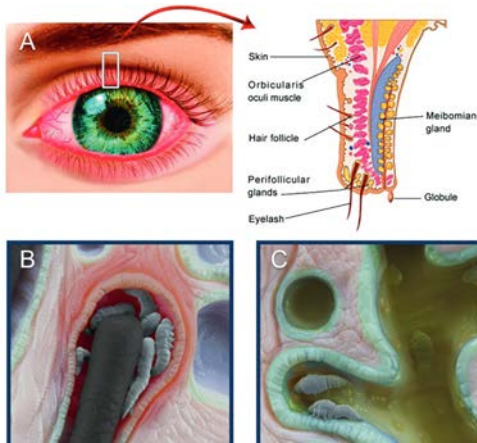 A
Skin
Orbicularis
oculi muscle
Hair follicle
Meibomian
gland
Perifollicular
glands
Globule
Eyelash
B
C